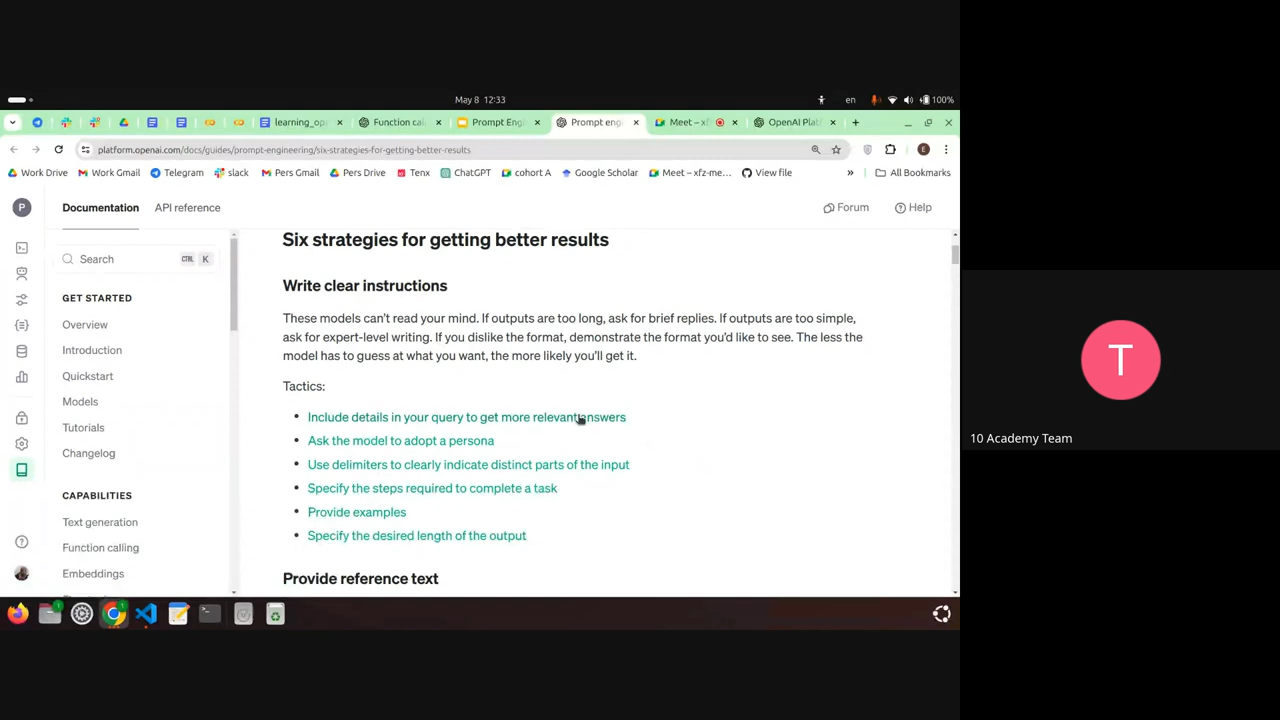 May 8 12:33
en
100%
learning_op
Function cal
Prompt Eng
Prompt eng
Meet – xf
OpenAI Plat
platform.openai.com/docs/guides/prompt-engineering/six-strategies-for-getting-better-results
E
Work Drive
Work Gmail
Telegram
slack
Pers Gmail
Pers Drive
Tenx
ChatGPT
cohort A
Google Scholar
Meet – xfz-me...
View file
»
All Bookmarks
P
Documentation
API reference
Forum
Help
Search
CTRL K
GET STARTED
Overview
Introduction
Quickstart
Models
Tutorials
Changelog
CAPABILITIES
Text generation
Function calling
Embeddings
Six strategies for getting better results
Write clear instructions
These models can’t read your mind. If outputs are too long, ask for brief replies. If outputs are too simple,
ask for expert-level writing. If you dislike the format, demonstrate the format you’d like to see. The less the
model has to guess at what you want, the more likely you’ll get it.
Tactics:
• Include details in your query to get more relevant answers
• Ask the model to adopt a persona
• Use delimiters to clearly indicate distinct parts of the input
• Specify the steps required to complete a task
• Provide examples
• Specify the desired length of the output
Provide reference text
T
10 Academy Team